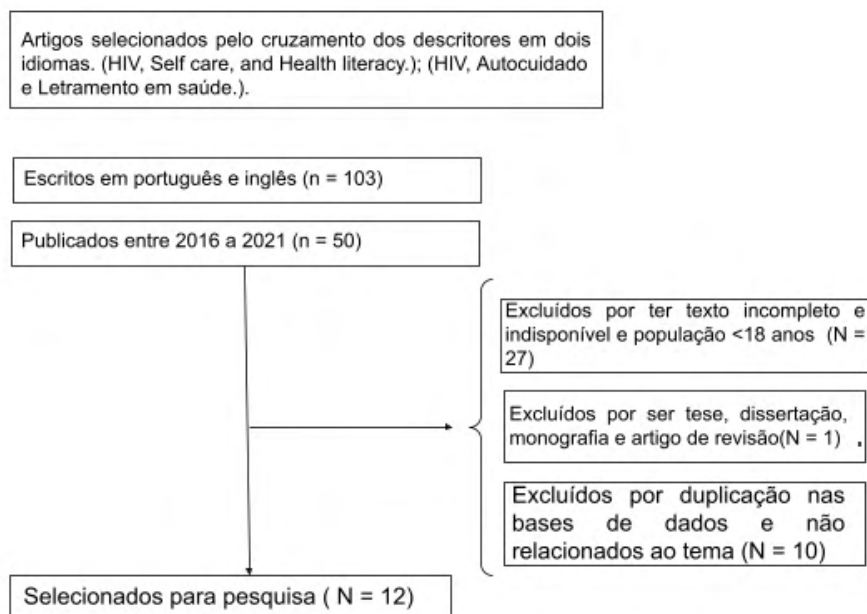 Artigos selecionados pelo cruzamento dos descritores em dois
idiomas. (HIV, Self care, and Health literacy.); (HIV, Autocuidado
e Letramento em saúde.).
Escritos em português e inglês (n = 103)
Publicados entre 2016 a 2021 (n = 50)
Excluídos por ter texto incompleto e
indisponível e população <18 anos (N =
27)
Excluídos por ser tese, dissertação,
monografia e artigo de revisão(N = 1) .
Excluídos por duplicação nas
bases de dados e não
relacionados ao tema (N = 10)
Selecionados para pesquisa ( N = 12)